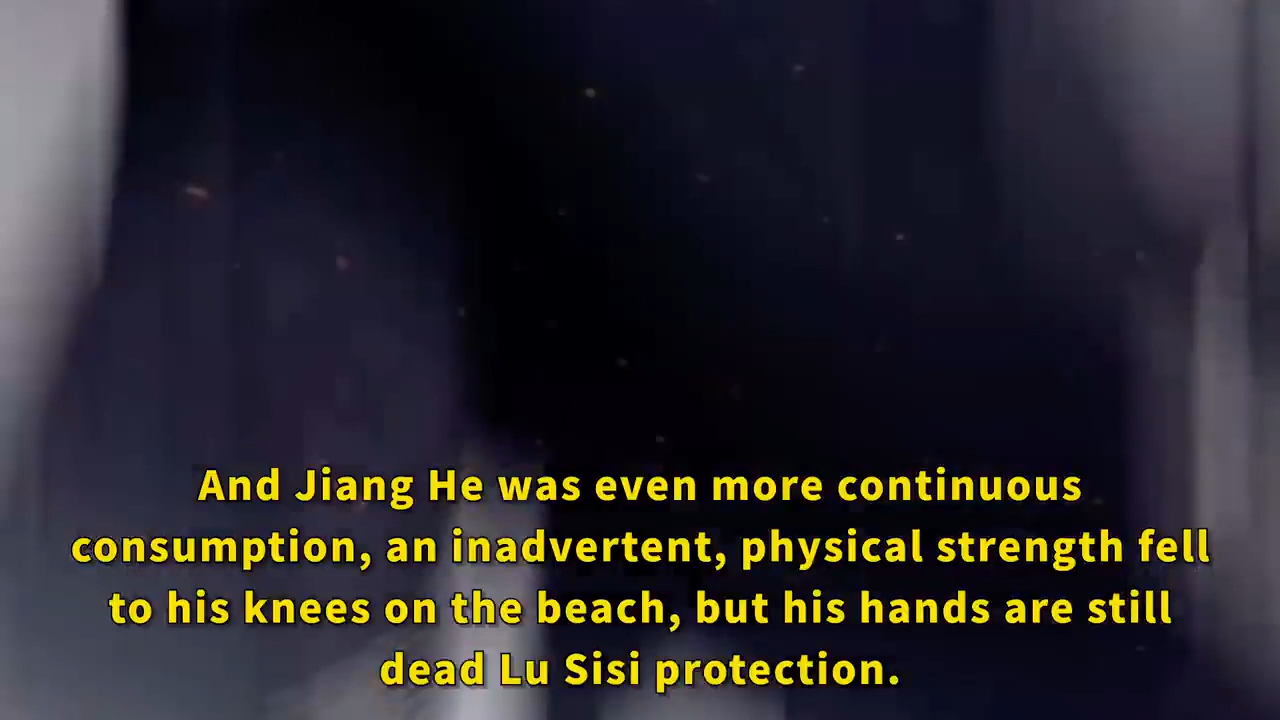 And Jiang He was even more continuous
consumption, an inadvertent, physical strength fell
to his knees on the beach, but his hands are still
dead Lu Sisi protection.